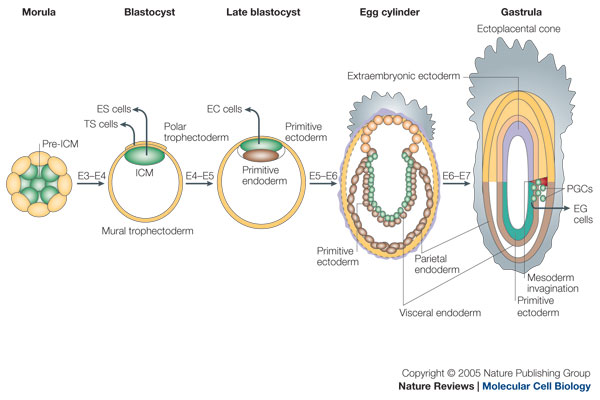 Morula
Blastocyst
Late blastocyst
Egg cylinder
Gastrula
Ectoplacental cone
Extraembryonic ectoderm
ES cells
TS cells
Polar
trophectoderm
EC cells
Primitive
ectoderm
Pre-ICM
ICM
Primitive
endoderm
E3–E4
E4–E5
E5–E6
E6–E7
PGCs
EG
cells
Mural trophectoderm
Primitive
ectoderm
Parietal
endoderm
Mesoderm
invagination
Primitive
ectoderm
Visceral endoderm
Copyright © 2005 Nature Publishing Group
Nature Reviews | Molecular Cell Biology